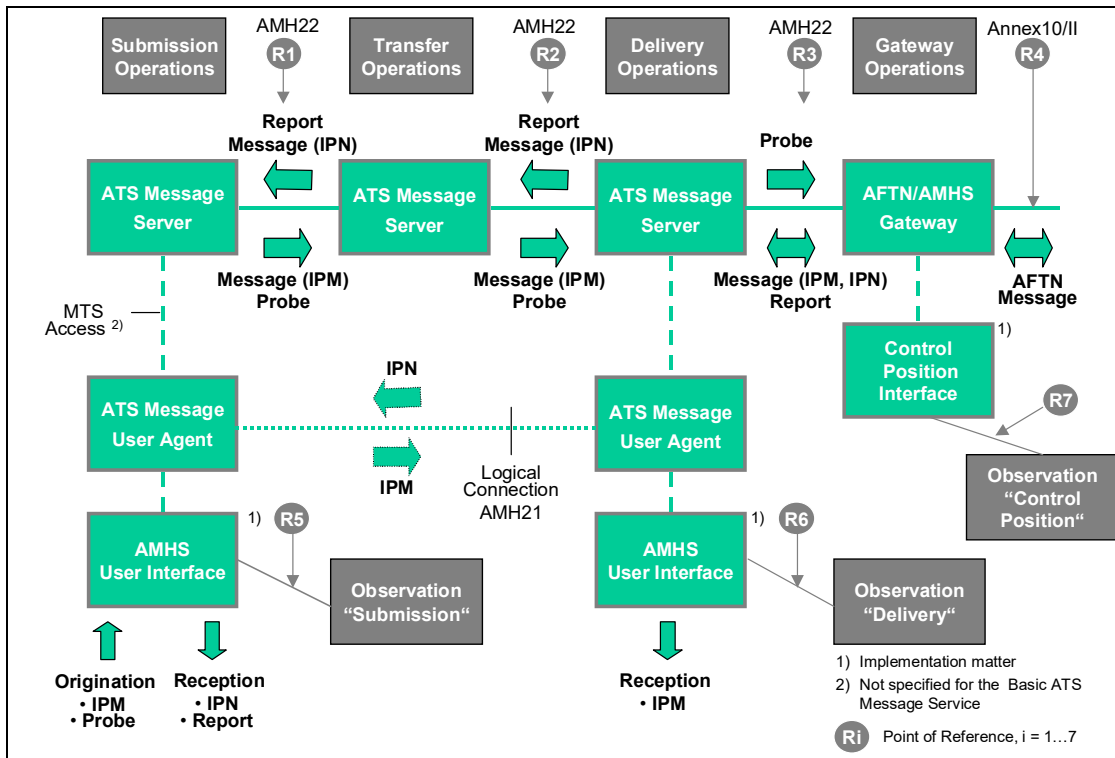 Submission
Operations
AMH22
R1
Transfer
Operations
AMH22
R2
Delivery
Operations
AMH22
R3
Gateway
Operations
Annex10/II
R4
Report
Message (IPN)
Report
Message (IPN)
Probe
ATS Message
Server
ATS Message
Server
ATS Message
Server
AFTN/AMHS
Gateway
Message (IPM)
Probe
Message (IPM)
Probe
Message (IPM, IPN)
Report
AFTN
Message
MTS
Access 2)
1)
Control
Position
Interface
IPN
ATS Message
User Agent
ATS Message
User Agent
R7
IPM
Logical
Connection
AMH21
Observation
“Control
Position“
1)
R5
1)
R6
AMHS
User Interface
AMHS
User Interface
Observation
“Submission“
Observation
“Delivery“
Origination
• IPM
• Probe
Reception
• IPN
• Report
Reception
• IPM
1) Implementation matter
2) Not specified for the Basic ATS
Message Service
Ri Point of Reference, i = 1…7